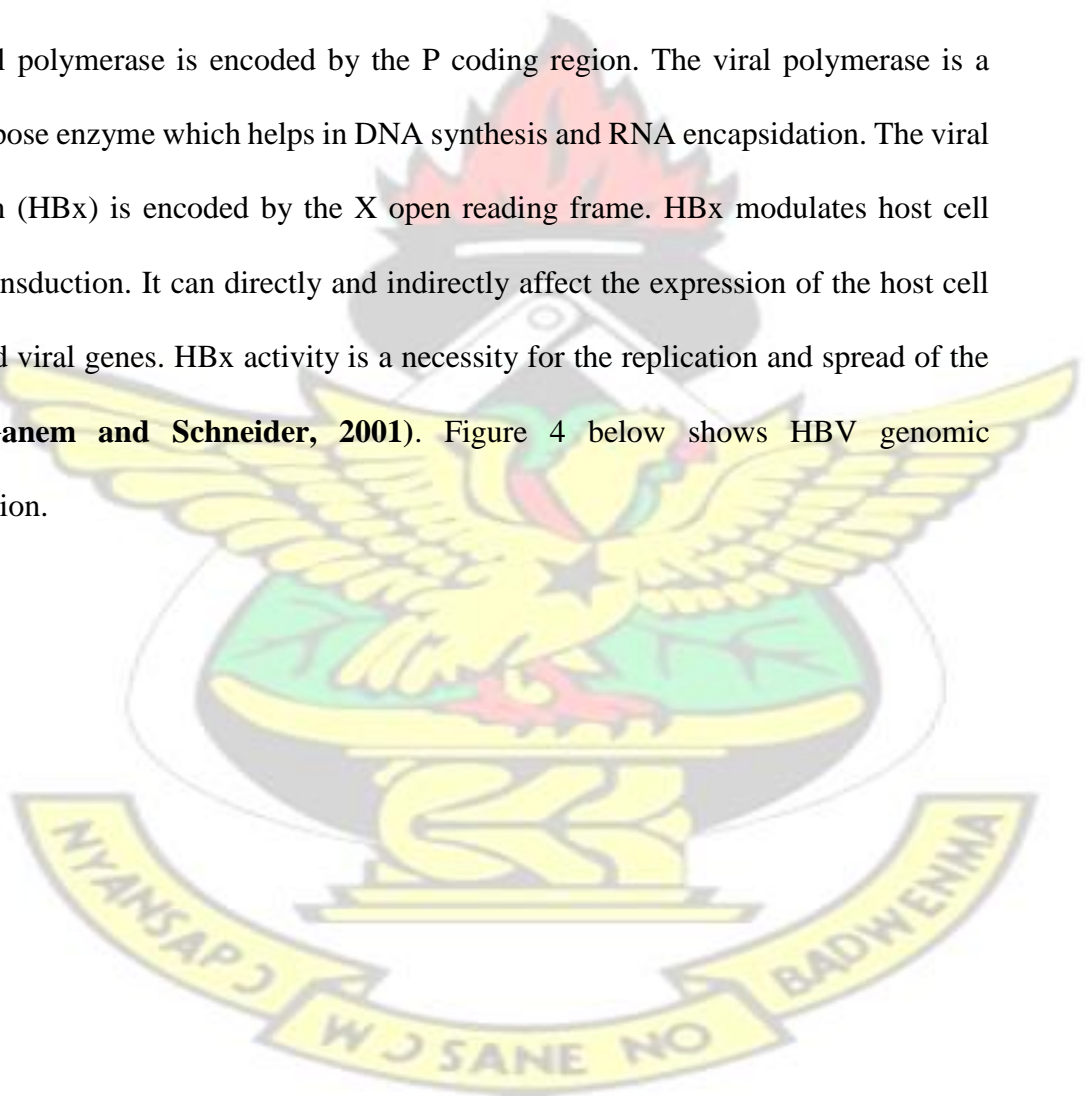 l polymerase is encoded by the P coding region. The viral polymerase is a
pose enzyme which helps in DNA synthesis and RNA encapsidation. The viral
n (HBx) is encoded by the X open reading frame. HBx modulates host cell
nsduction. It can directly and indirectly affect the expression of the host cell
d viral genes. HBx activity is a necessity for the replication and spread of the
anem and Schneider, 2001). Figure 4 below shows HBV genomic
ion.
NYANSAPƆ
WƆ SANE NO
BADWENMA